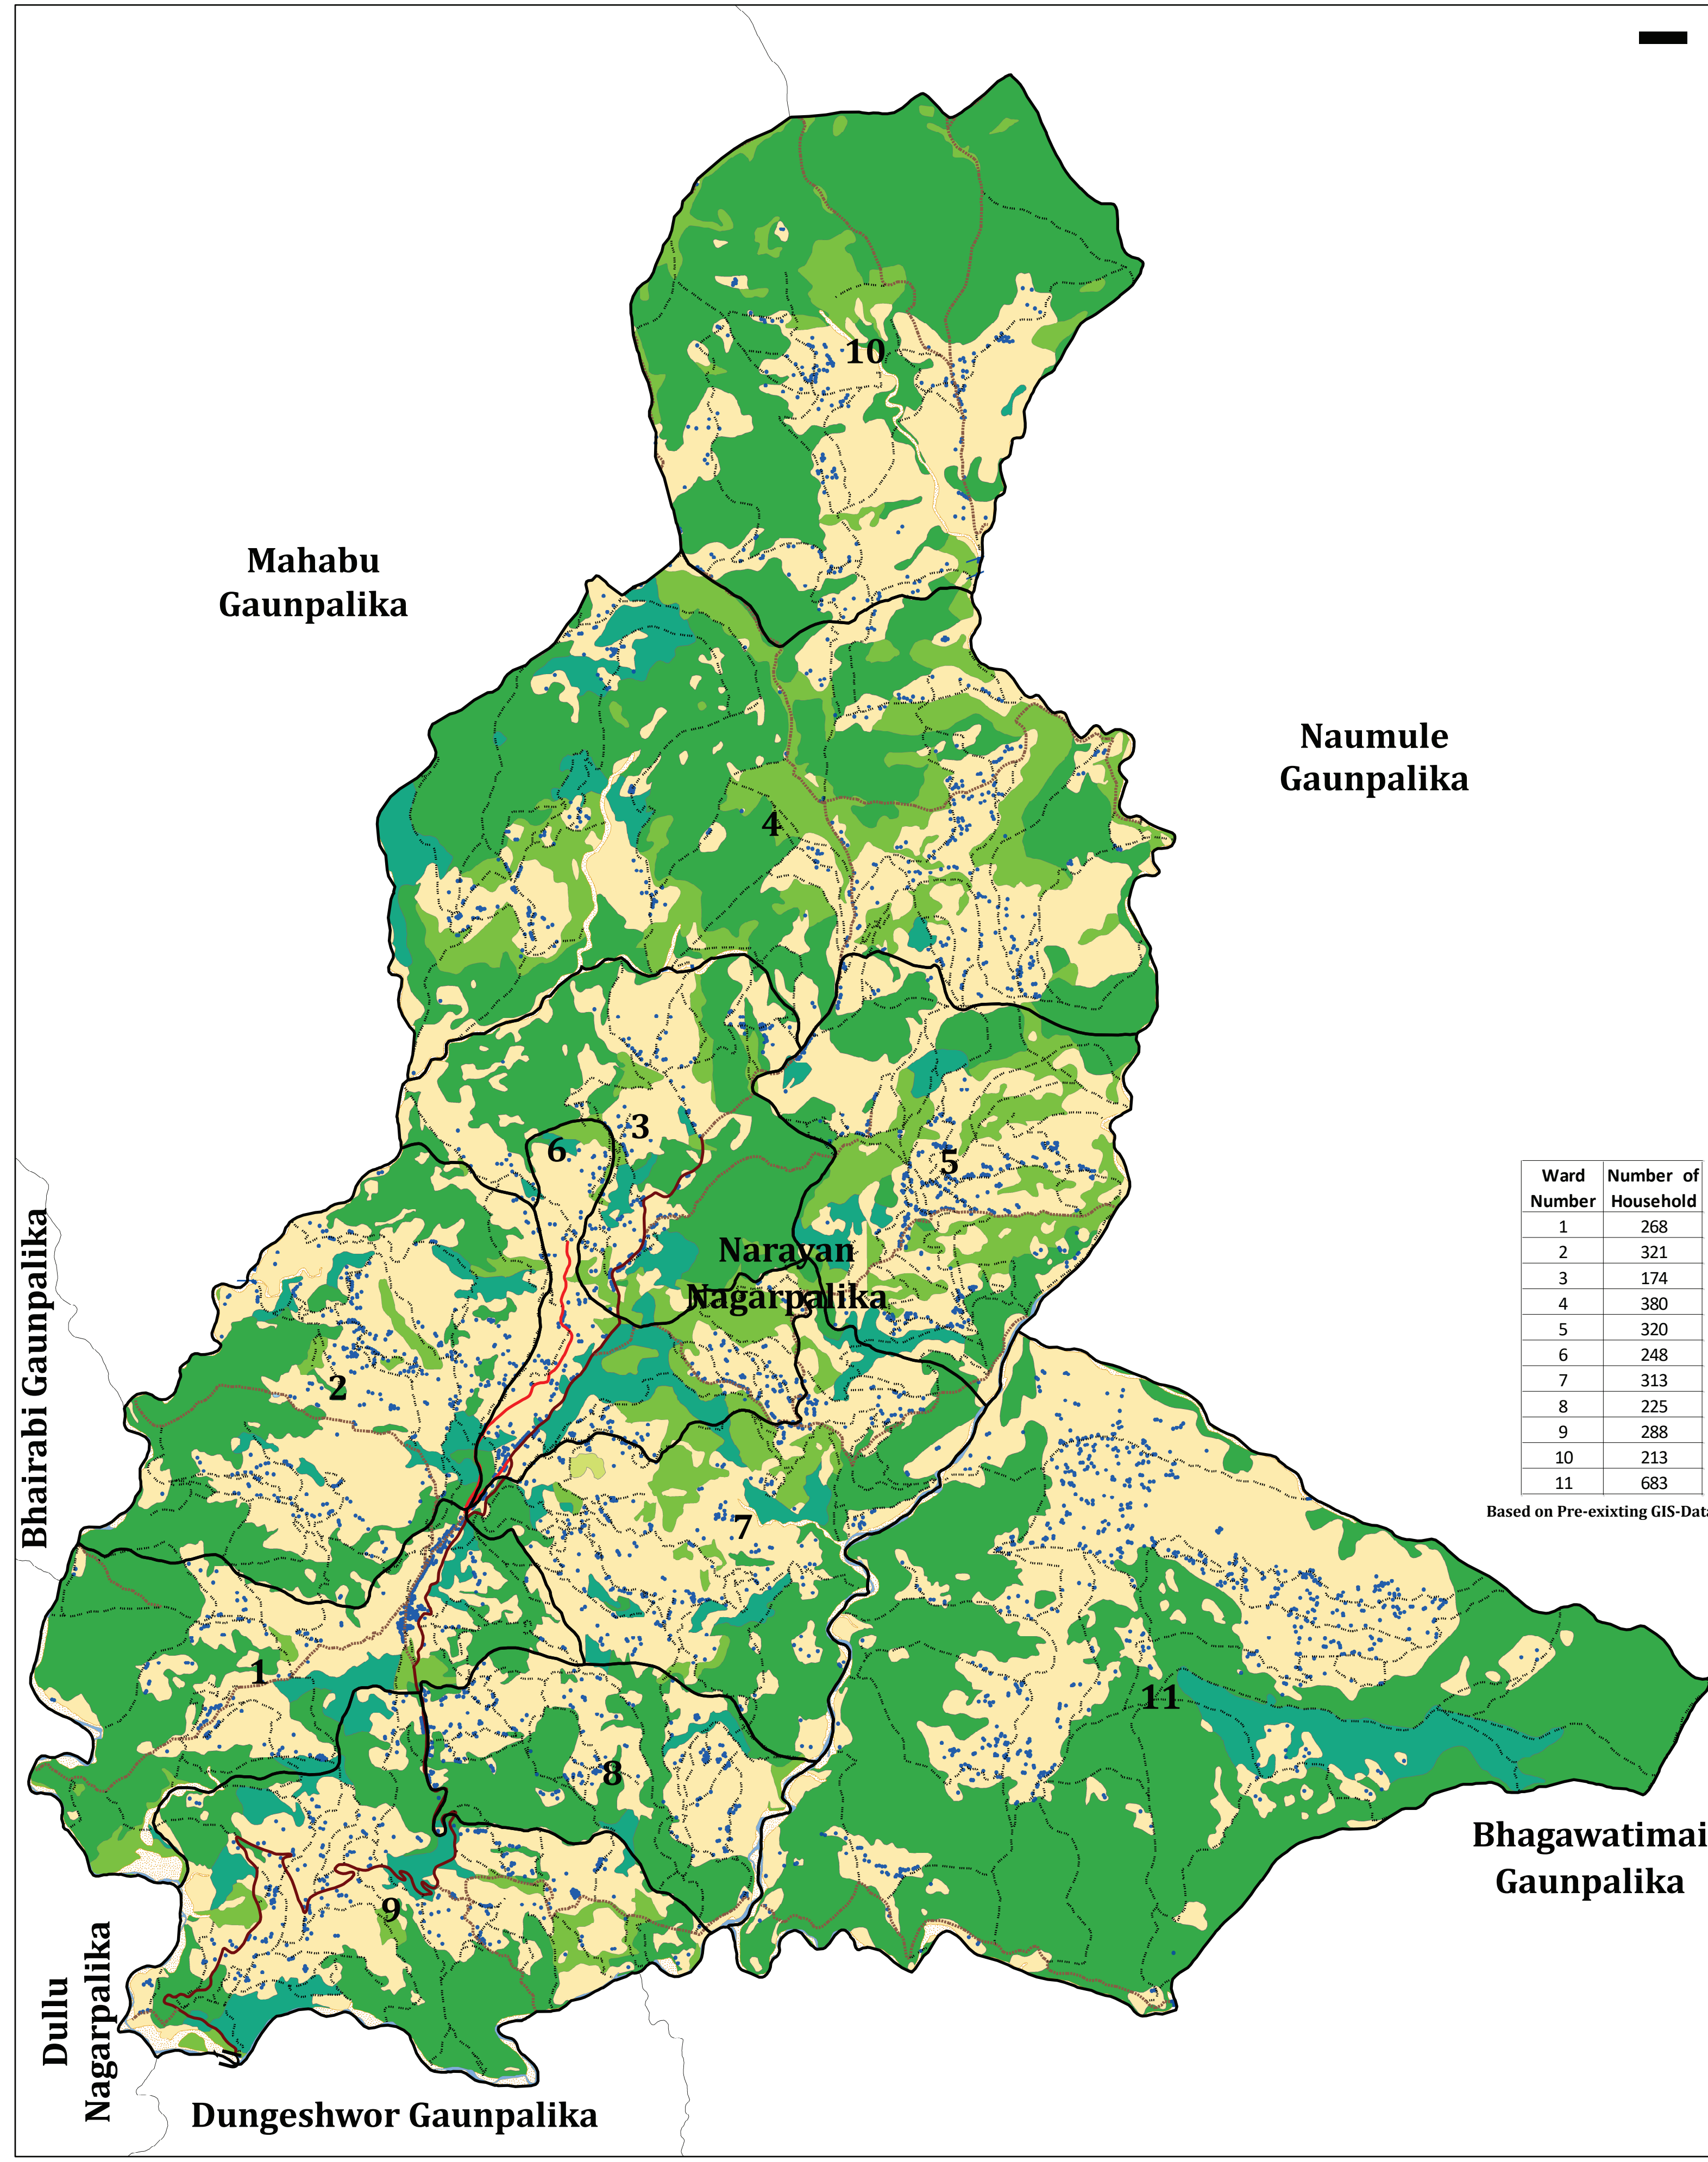 10
Mahabu
Gaunpalika
Naumule
Gaunpalika
4
3
6
5
Ward Number of
Number Household
1 268
2 321
3 174
4 380
5 320
6 248
7 313
8 225
9 288
10 213
11 683
Based on Pre-exixting GIS-Data
Narayan
Nagarpalika
Bhairabi Gaunpalika
2
7
1
11
8
Bhagawatimai
Gaunpalika
9
Dullu
Nagarpalika
Dungeshwor Gaunpalika